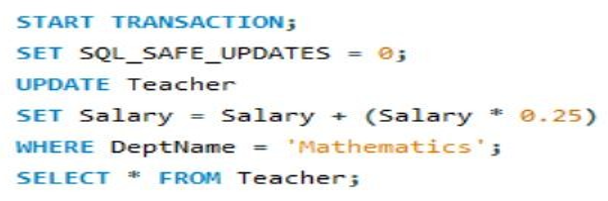 START TRANSACTION;
SET SQL_SAFE_UPDATES = 0;
UPDATE Teacher
SET Salary = Salary + (Salary * 0.25)
WHERE DeptName = 'Mathematics';
SELECT * FROM Teacher;